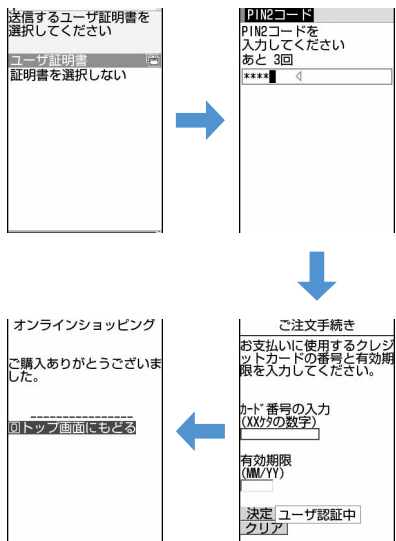 送信するユーザ証明書を
選択してください
ユーザ証明書
証明書を選択しない
PIN2コード
PIN2コードを
入力してください
あと 3回
****
ご注文手続き
お支払いに使用するクレジ
ットカードの番号と有効期
限を入力してください。
ｶｰﾄﾞ番号の入力
(XXｹﾀの数字)
有効期限
(MM/YY)
決定 ユーザ認証中
クリア
オンラインショッピング
ご購入ありがとうございま
した。
----------------
0トップ画面にもどる